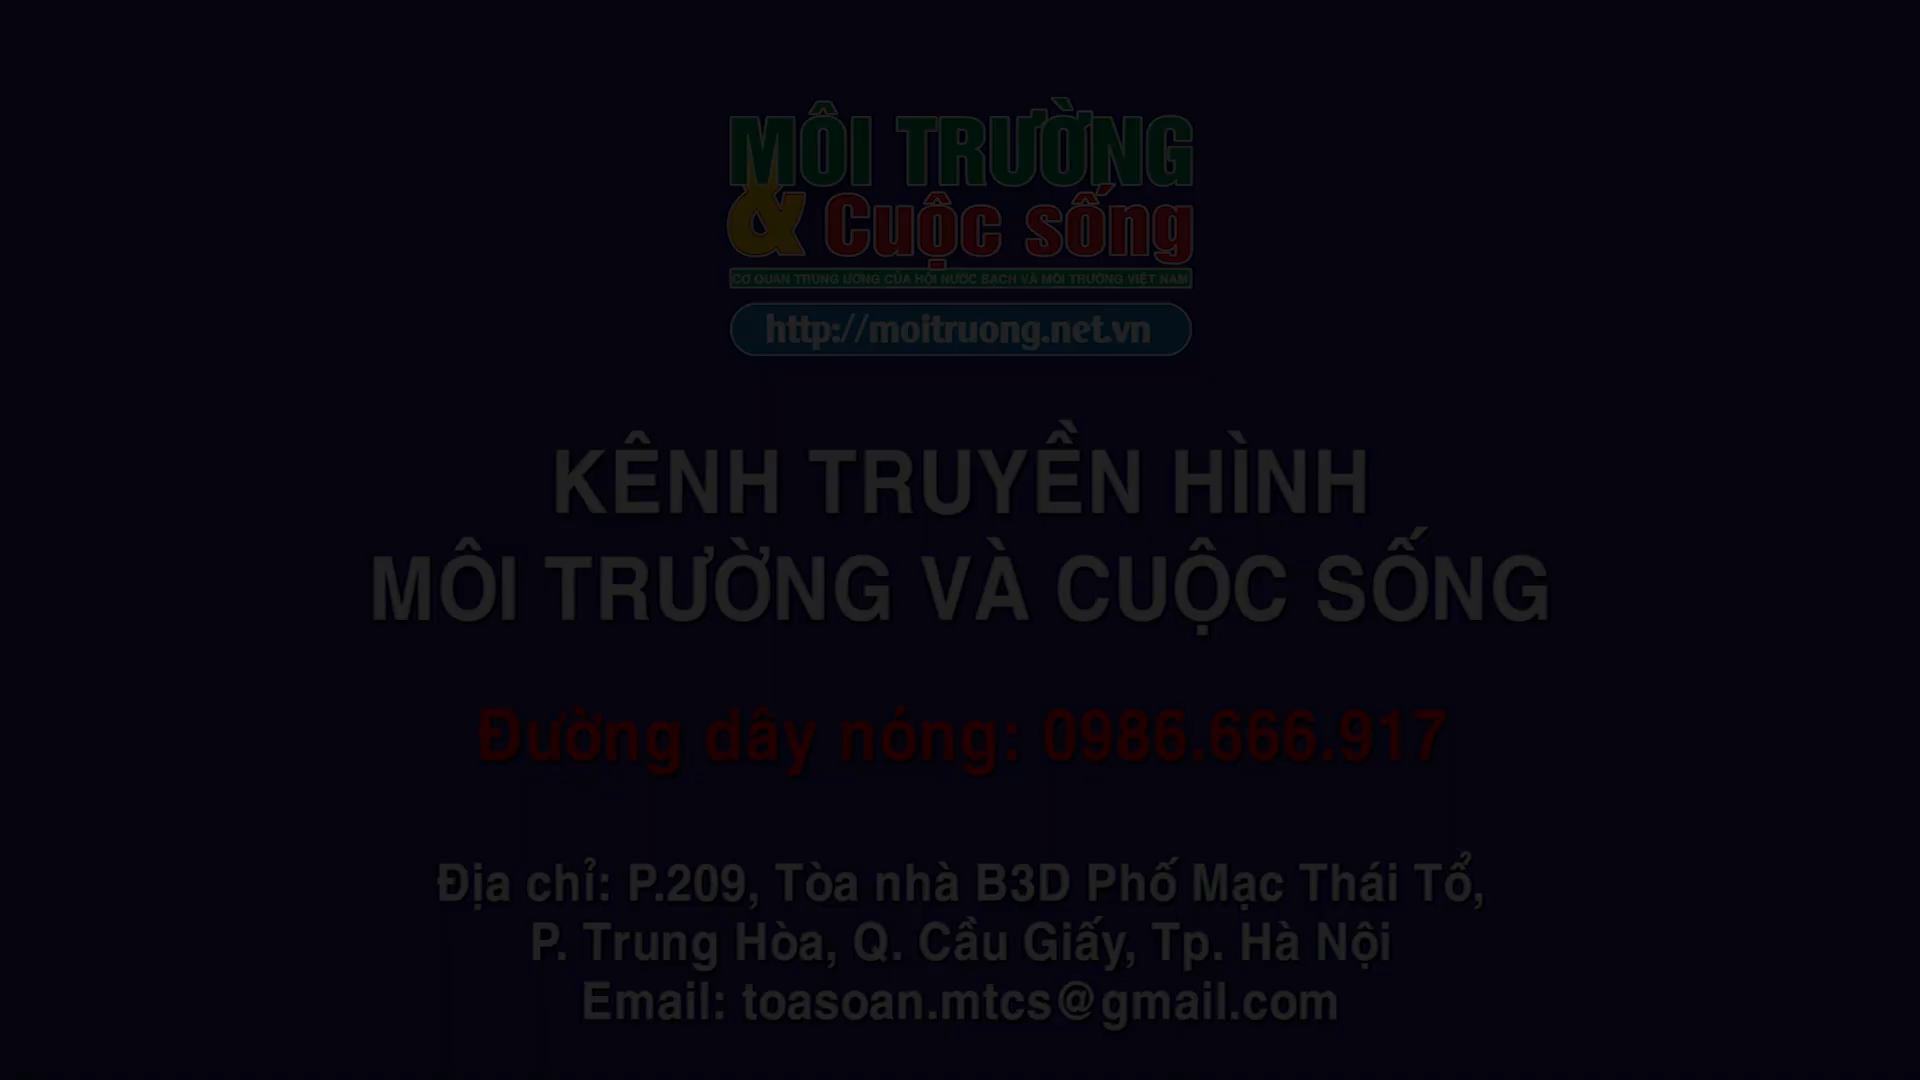 MÔI TRƯỜNG
& Cuộc sống
CƠ QUAN TRUNG ƯƠNG CỦA HỘI NƯỚC SẠCH VÀ MÔI TRƯỜNG VIỆT NAM
http://moitruong.net.vn
KÊNH TRUYỀN HÌNH
MÔI TRƯỜNG VÀ CUỘC SỐNG
Đường dây nóng: 0986.666.917
Địa chỉ: P.209, Tòa nhà B3D Phố Mạc Thái Tổ,
P. Trung Hòa, Q. Cầu Giấy, Tp. Hà Nội
Email: toasoan.mtcs@gmail.com